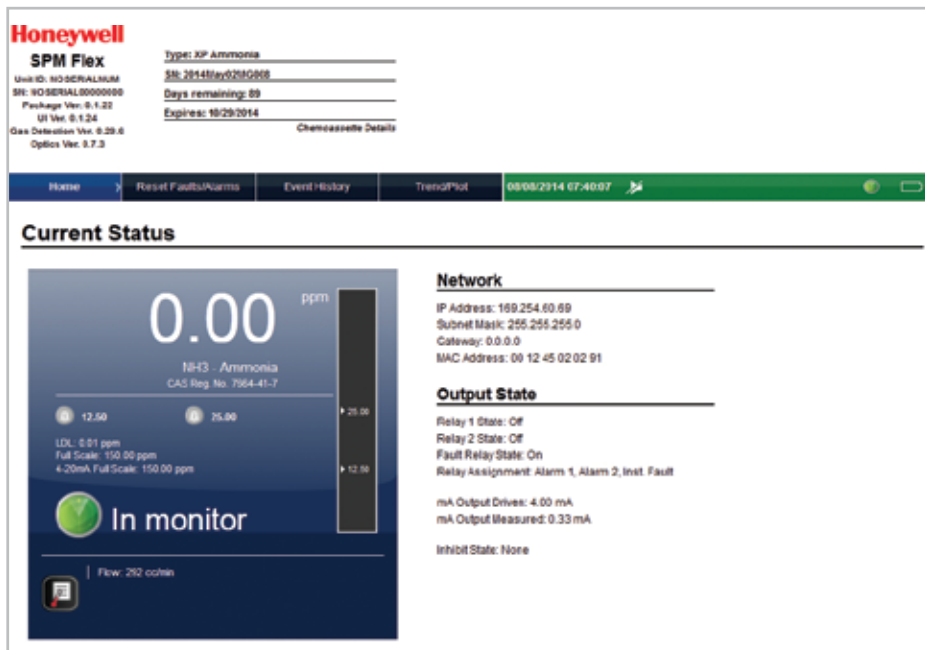 Honeywell
SPM Flex
Unit ID: NOSERIALNUM
SN: NOSERIAL00000000
Package Ver: 0.1.22
UI Ver. 0.1.24
Gas Detection Ver. 0.29.0
Optics Ver. 0.7.3
Type: XP Ammonia
SN: 2014May02MG008
Days remaining: 89
Expires: 10/29/2014
Chemcassette Details
Home
Reset Faults/Alarms
Event History
Trend/Plot
08/08/2014 07:40:07
Current Status
0.00 ppm
NH3 - Ammonia
CAS Reg. No. 7664-41-7
12.50 25.00
LDL: 0.01 ppm
Full Scale: 150.00 ppm
4-20mA Full Scale: 150.00 ppm
25.00
12.50
In monitor
Flow: 292 cc/min
Network
IP Address: 169.254.60.69
Subnet Mask: 255.255.255.0
Gateway: 0.0.0.0
MAC Address: 00 12 45 02 02 91
Output State
Relay 1 State: Off
Relay 2 State: Off
Fault Relay State: On
Relay Assignment: Alarm 1, Alarm 2, Inst. Fault
mA Output Drives: 4.00 mA
mA Output Measured: 0.33 mA
Inhibit State: None